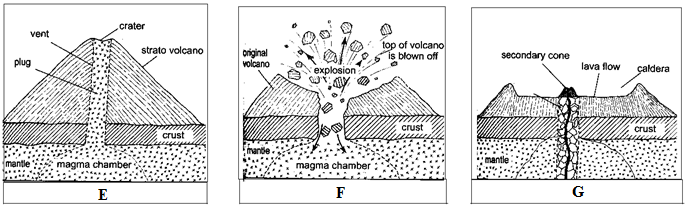 crater
vent
strato volcano
plug
crust
mantle
magma chamber
E
original
volcano
top of volcano
is blown off
explosion
crust
mantle
magma chamber
F
secondary cone
lava flow
caldera
crust
mantle
G